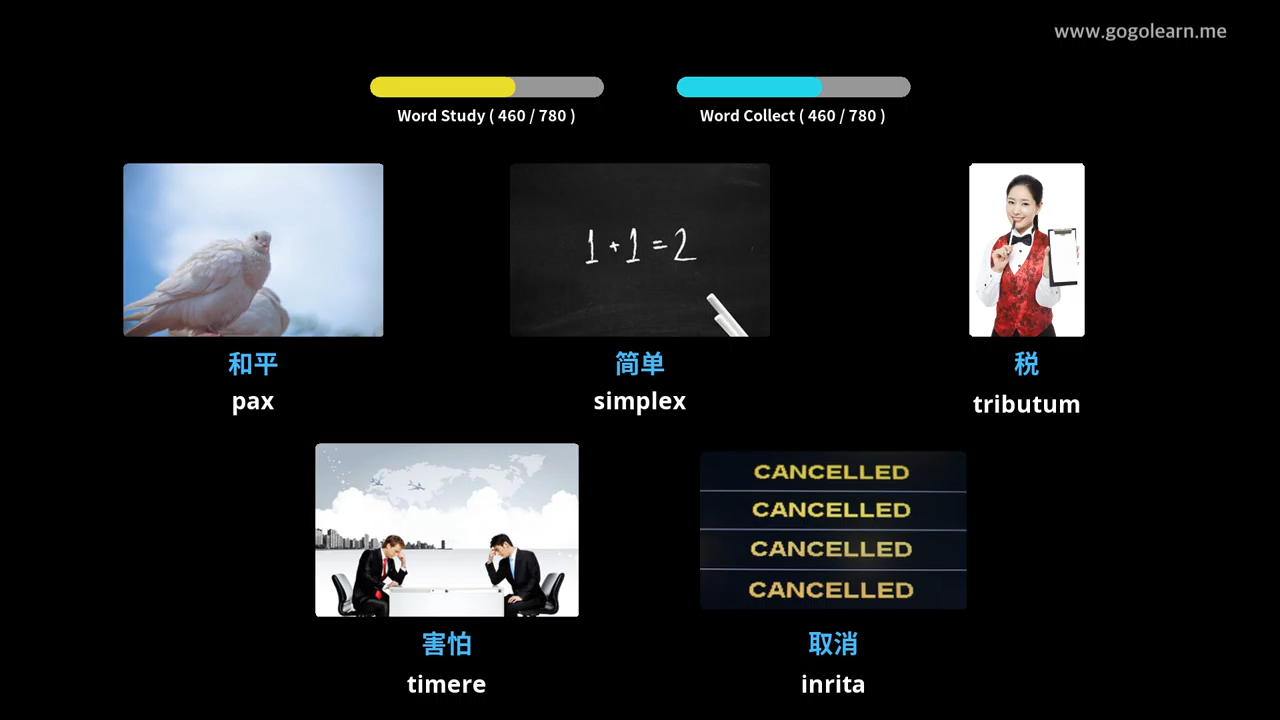 www.gogolearn.me
Word Study ( 460 / 780 )
Word Collect ( 460 / 780 )
1 + 1 = 2
和平
pax
简单
simplex
税
tributum
CANCELLED
CANCELLED
CANCELLED
CANCELLED
害怕
timere
取消
inrita